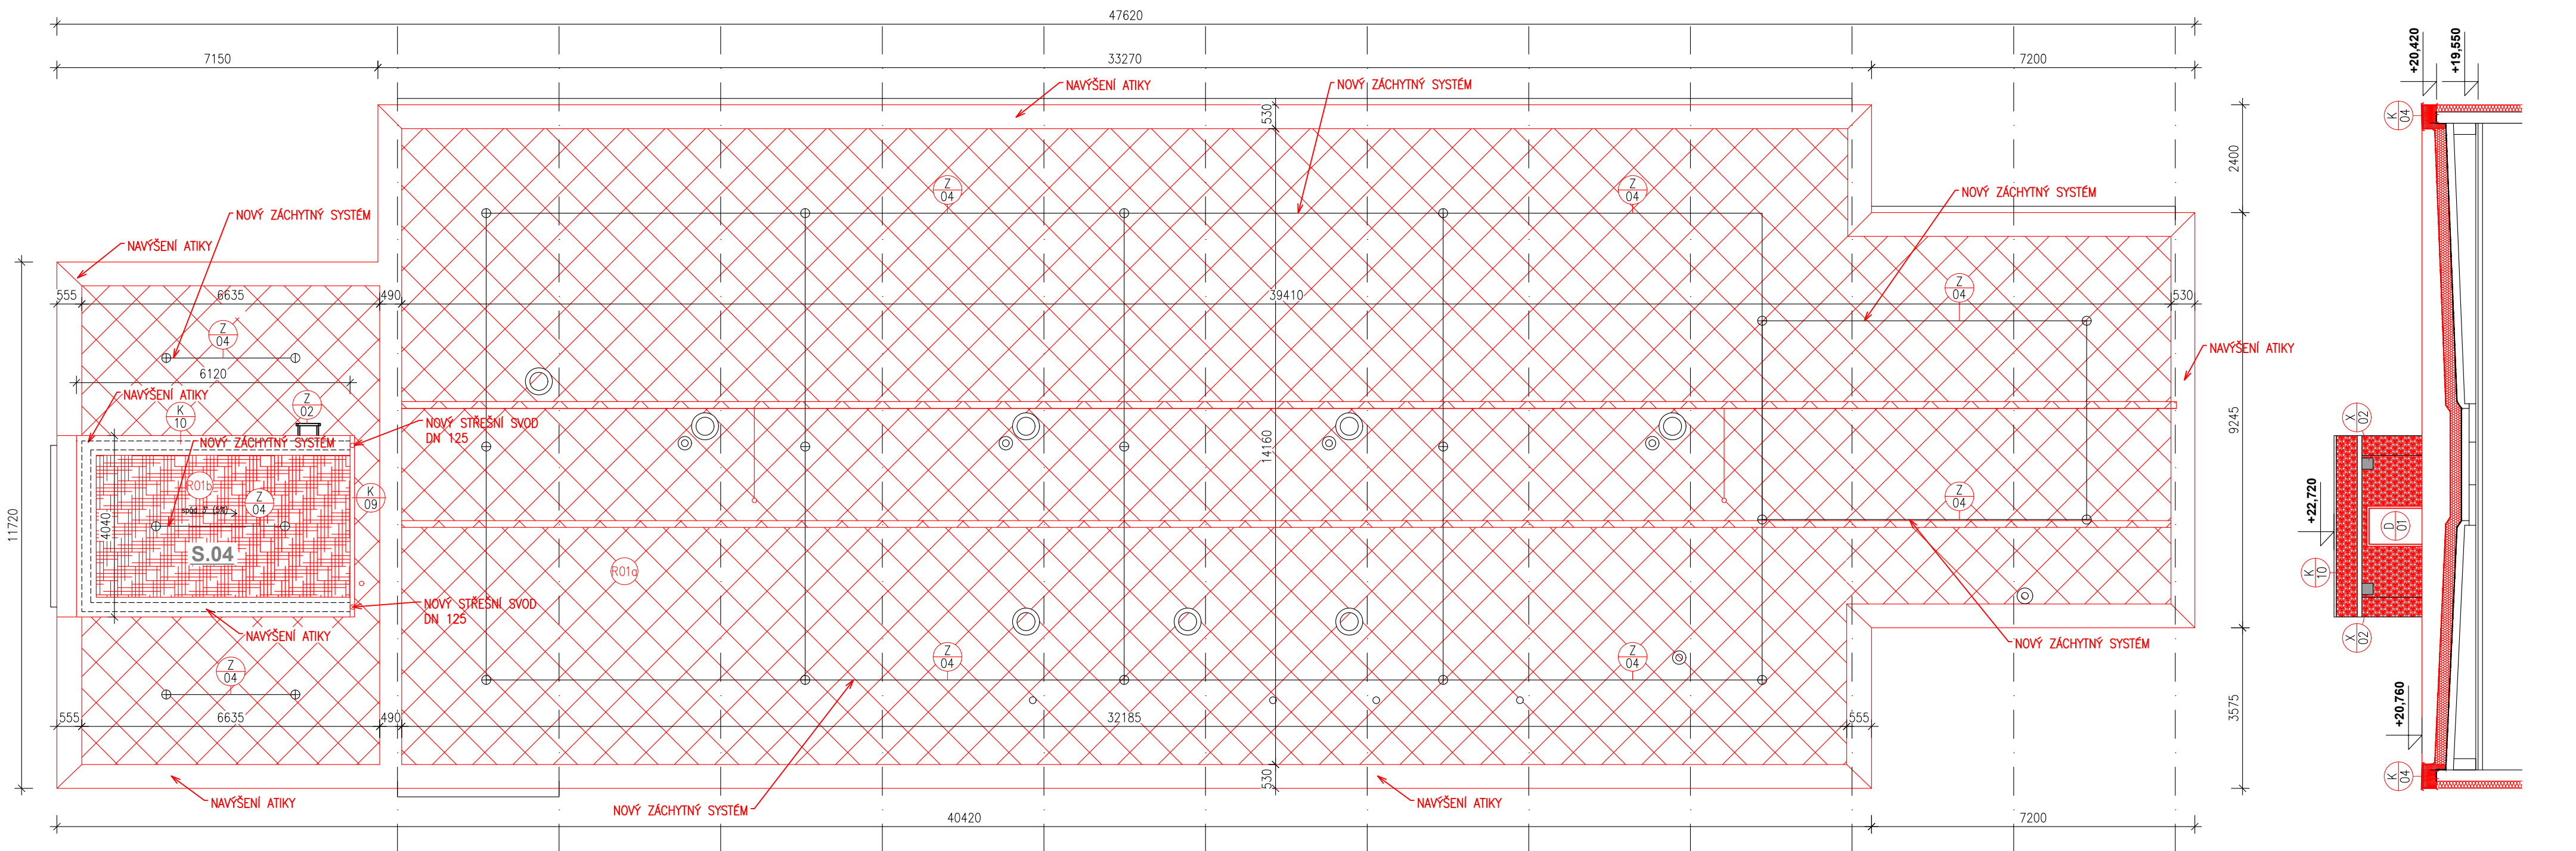 47620
7150
33270
7200
NAVÝŠENÍ ATIKY
NOVÝ ZÁCHYTNÝ SYSTÉM
530
2400
Z
04
Z
04
NOVÝ ZÁCHYTNÝ SYSTÉM
NOVÝ ZÁCHYTNÝ SYSTÉM
NAVÝŠENÍ ATIKY
555
6635
490
39410
530
Z
04
Z
04
NAVÝŠENÍ ATIKY
6120
NAVÝŠENÍ ATIKY
K
10
Z
02
NOVÝ STŘEŠNÍ SVOD
DN 125
NOVÝ ZÁCHYTNÝ SYSTÉM
14160
9245
R01b
Z
04
K
09
Z
04
4040
S.04
11720
R01a
NOVÝ STŘEŠNÍ SVOD
DN 125
NAVÝŠENÍ ATIKY
NOVÝ ZÁCHYTNÝ SYSTÉM
Z
04
Z
04
Z
04
555
6635
490
32185
555
3575
NAVÝŠENÍ ATIKY
NOVÝ ZÁCHYTNÝ SYSTÉM
530
NAVÝŠENÍ ATIKY
40420
7200
+20,420
+19,550
K
04
X
02
+22,720
D
01
K
10
X
02
+20,760
K
04